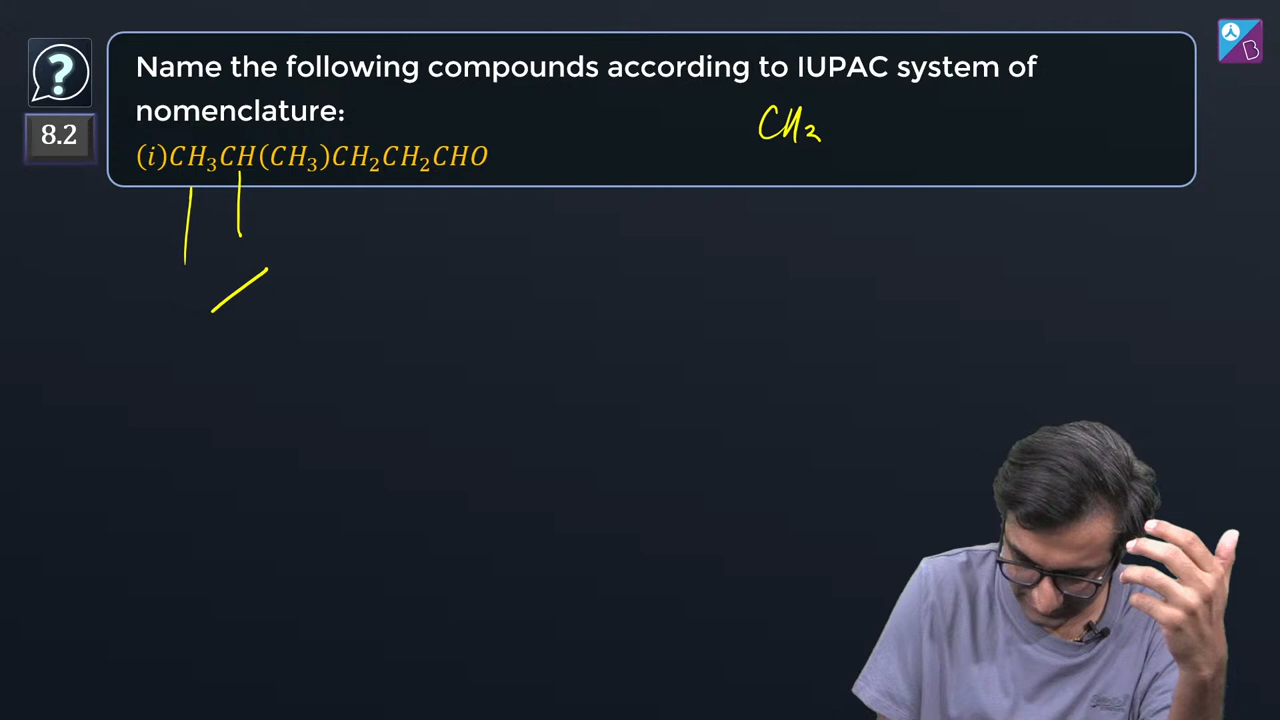 Name the following compounds according to IUPAC system of
nomenclature:
CH₂
8.2
(i)CH₃CH(CH₃)CH₂CH₂CHO
B